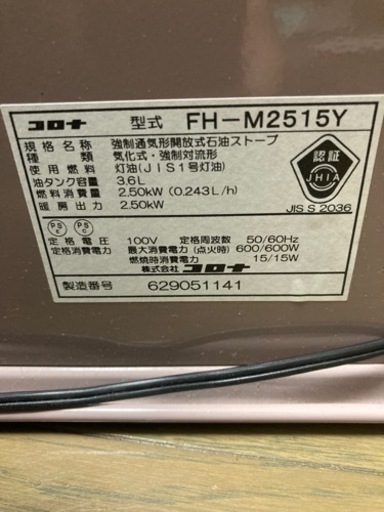 コロナ 型式 FH-M2515Y
規格名称 強制通気形開放式石油ストーブ
種類 気化式・強制対流形
使用燃料 灯油(JIS1号灯油)
油タンク容量 3.6L
燃料消費量 2.50kW (0.243L/h)
暖房出力 2.50kW
認証
JHIA
JIS S 2036
PS PS
定格電圧 100V 定格周波数 50/60Hz
定格消費電力 最大消費電力(点火時) 600/600W
燃焼時消費電力 15/15W
株式会社 コロナ
製造番号 629051141